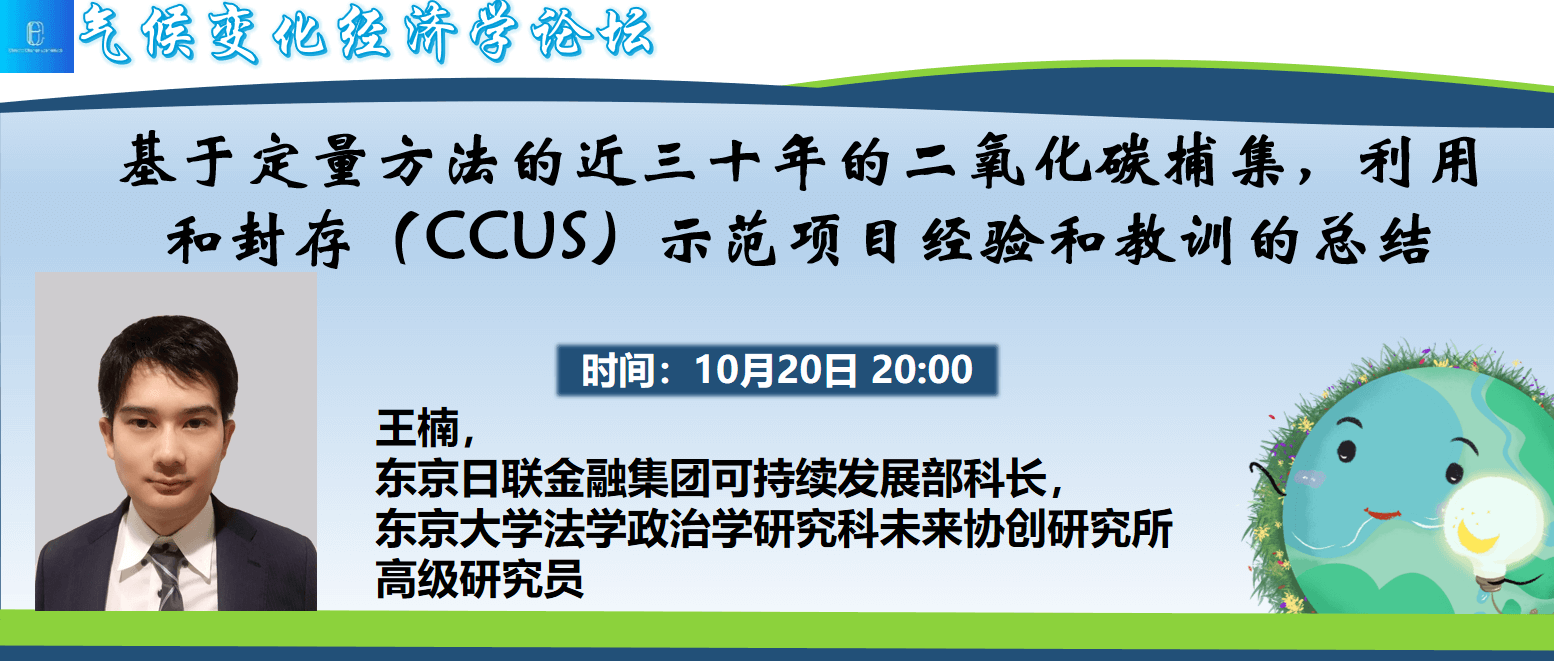 气候变化经济学论坛
基于定量方法的近三十年的二氧化碳捕集，利用
和封存（CCUS）示范项目经验和教训的总结
时间：10月20日 20:00
王楠，
东京日联金融集团可持续发展部科长，
东京大学法学政治学研究科未来协创研究所
高级研究员